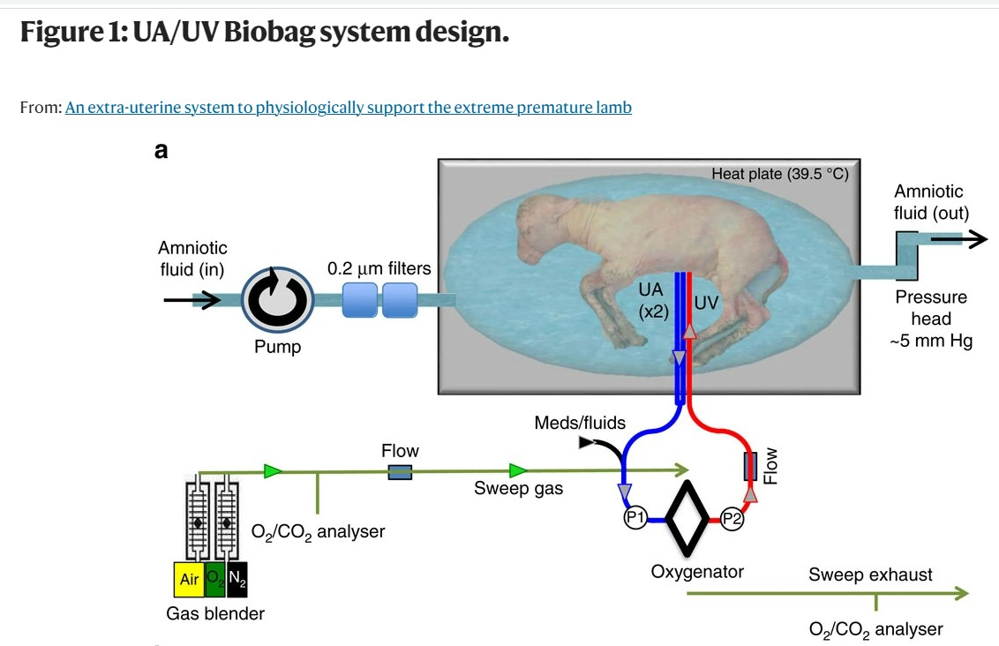 Figure 1: UA/UV Biobag system design.
From: An extra-uterine system to physiologically support the extreme premature lamb
a
Heat plate (39.5 °C)
Amniotic
fluid (out)
Amniotic
fluid (in)
0.2 μm filters
UA
(x2)
UV
Pressure
head
~5 mm Hg
Pump
Meds/fluids
Flow
Flow
Sweep gas
P1
P2
O₂/CO₂ analyser
Air
O₂
N₂
Oxygenator
Sweep exhaust
Gas blender
O₂/CO₂ analyser